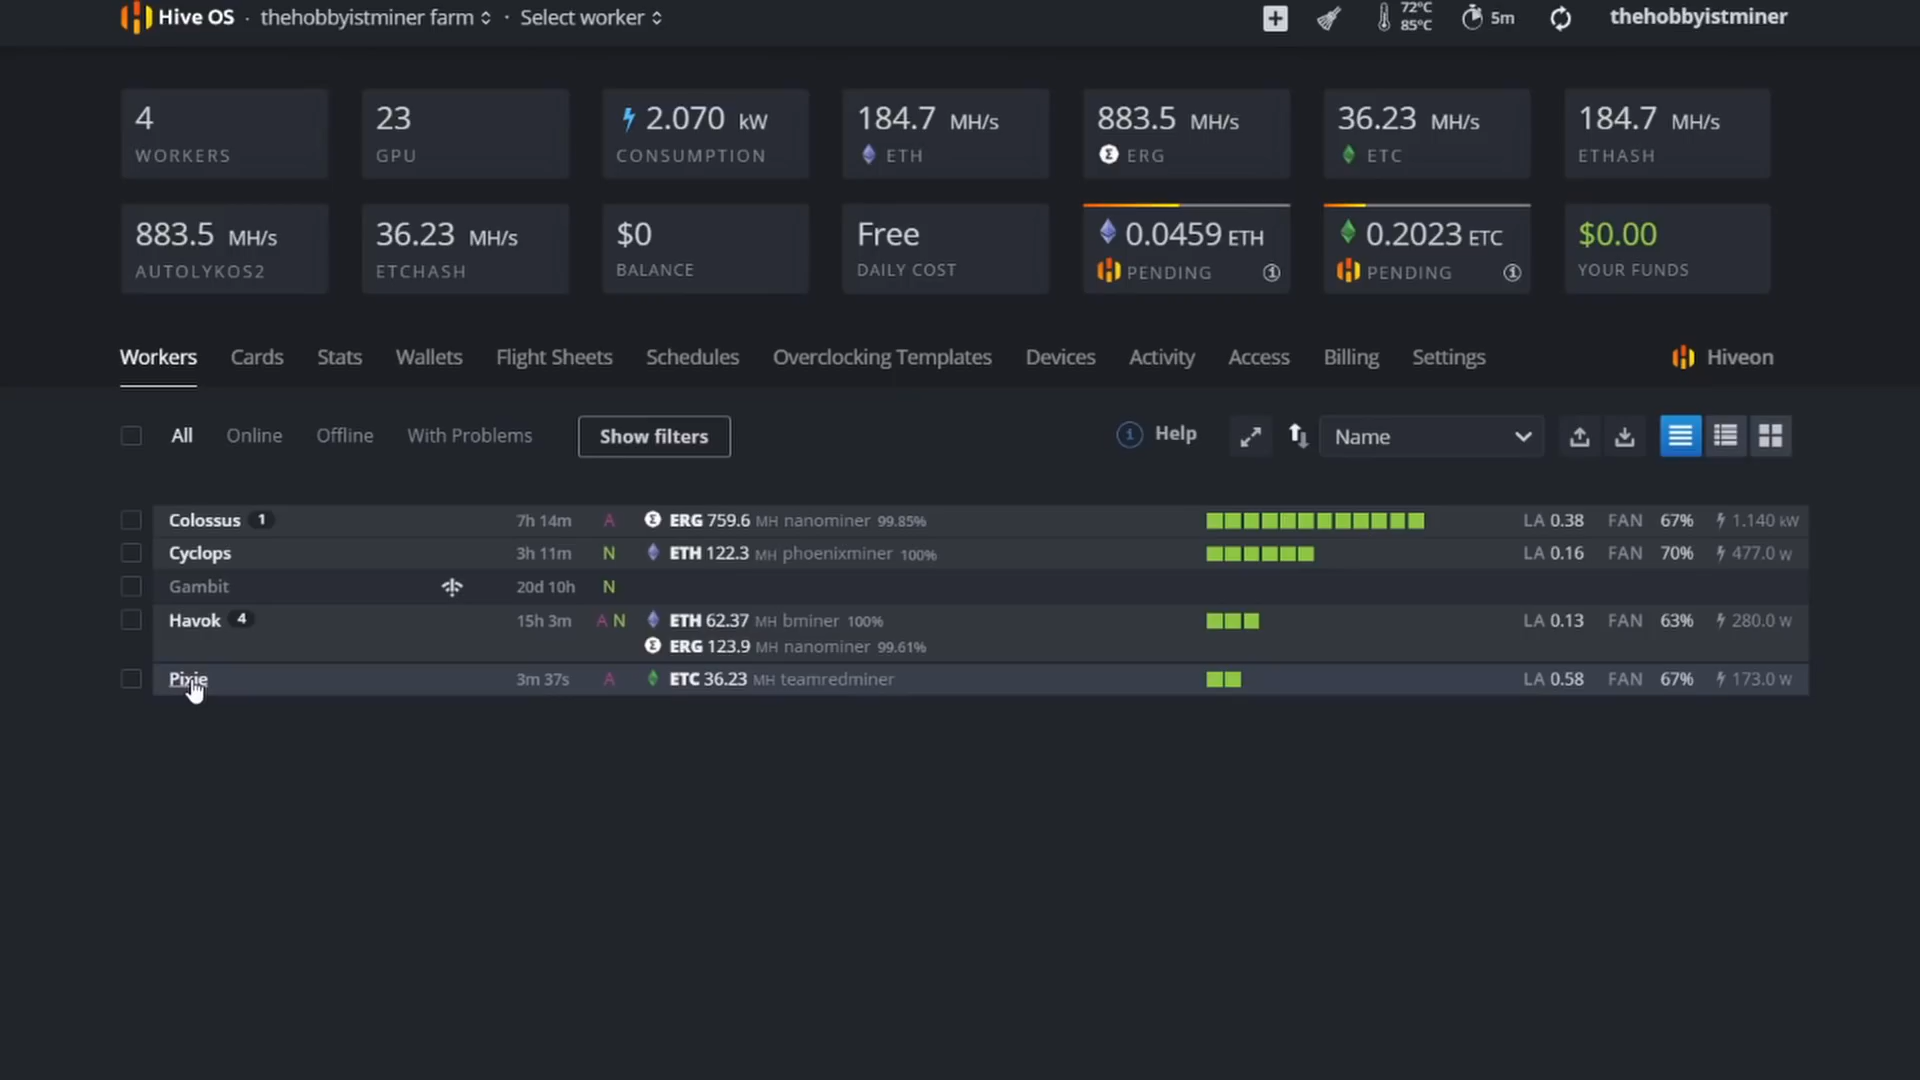 Hive OS · thehobbyistminer farm · Select worker 72°C 85°C 5m thehobbyistminer
4 23 2.070 kW 184.7 MH/s 883.5 MH/s 36.23 MH/s 184.7 MH/s
WORKERS GPU CONSUMPTION ETH ERG ETC ETHASH
883.5 MH/s 36.23 MH/s $0 Free 0.0459 ETH 0.2023 ETC $0.00
AUTOLYKOS2 ETCHASH BALANCE DAILY COST PENDING PENDING YOUR FUNDS
Workers Cards Stats Wallets Flight Sheets Schedules Overclocking Templates Devices Activity Access Billing Settings Hiveon
All Online Offline With Problems Show filters Help Name
Colossus 1 7h 14m A ERG 759.6 MH nanominer 99.85% LA 0.38 FAN 67% 1.140 kW
Cyclops 3h 11m N ETH 122.3 MH phoenixminer 100% LA 0.16 FAN 70% 477.0 W
Gambit 20d 10h N
Havok 4 15h 3m A N ETH 62.37 MH bminer 100% LA 0.13 FAN 63% 280.0 W
ERG 123.9 MH nanominer 99.61%
Pixie 3m 37s A ETC 36.23 MH teamredminer LA 0.58 FAN 67% 173.0 W